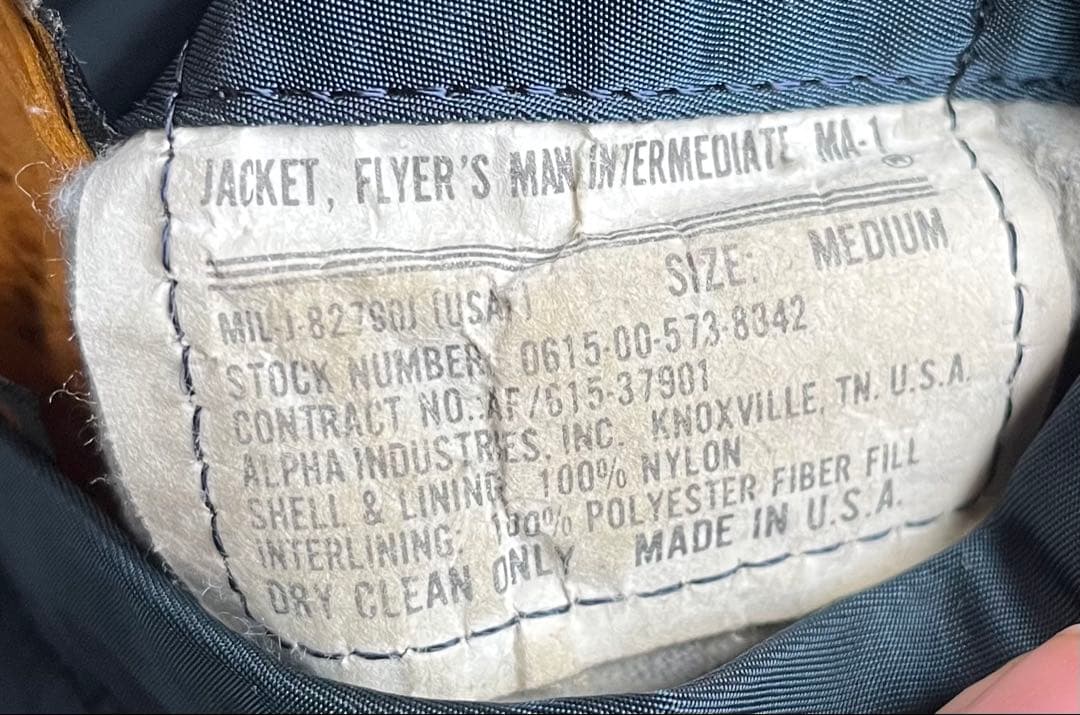 JACKET, FLYER'S MAN INTERMEDIATE MA-1®
SIZE: MEDIUM
MIL-J-8279DJ (USAF)
STOCK NUMBER: 0615-00-573-8342
CONTRACT NO.: AF/615-37901
ALPHA INDUSTRIES, INC. KNOXVILLE, TN. U.S.A.
SHELL & LINING 100% NYLON
INTERLINING: 100% POLYESTER FIBER FILL
DRY CLEAN ONLY MADE IN U.S.A.